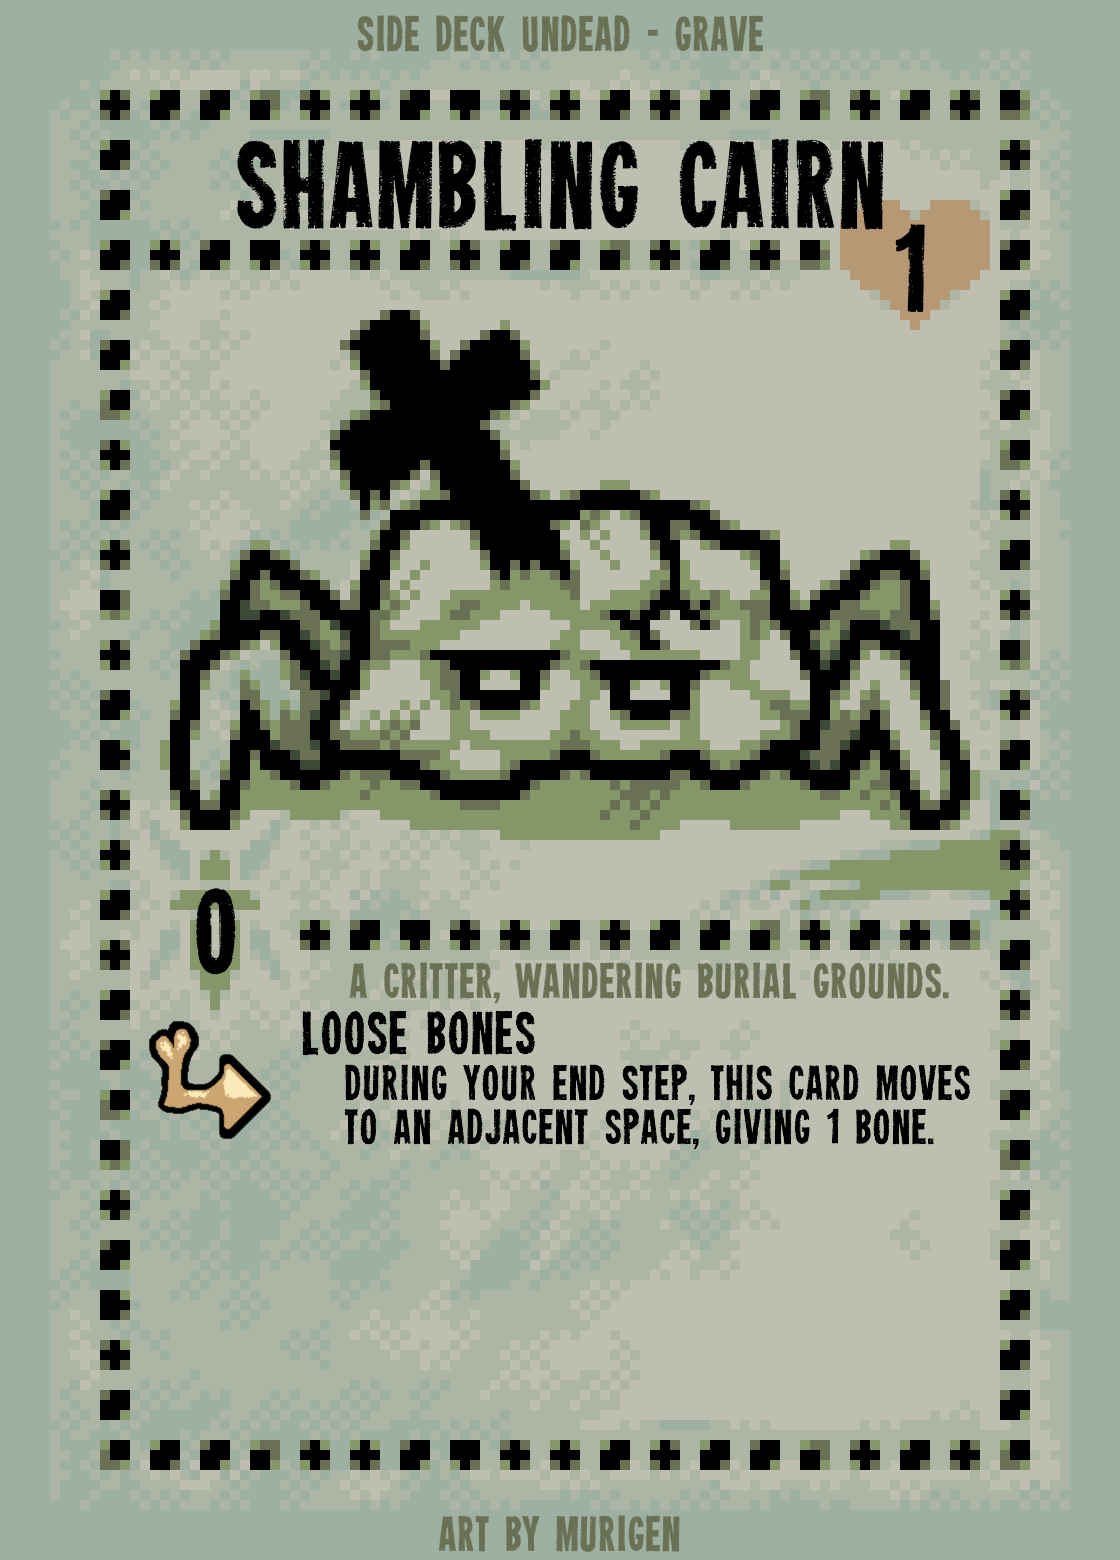 SIDE DECK UNDEAD - GRAVE
SHAMBLING CAIRN
1
0
A CRITTER, WANDERING BURIAL GROUNDS.
LOOSE BONES
DURING YOUR END STEP, THIS CARD MOVES
TO AN ADJACENT SPACE, GIVING 1 BONE.
ART BY MURIGEN